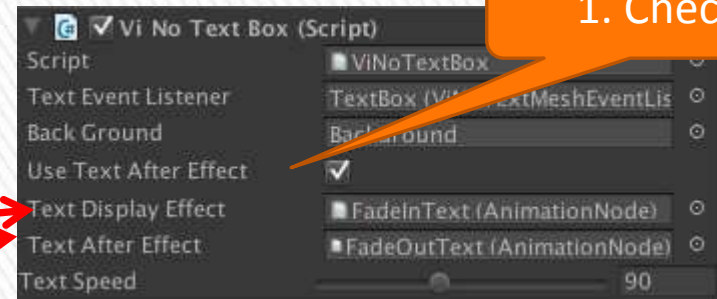 1. Chec
Vi No Text Box (Script)
Script ViNoTextBox
Text Event Listener TextBox (ViNoTextMeshEventLis
Back Ground Background
Use Text After Effect
Text Display Effect FadeInText (AnimationNode)
Text After Effect FadeOutText (AnimationNode)
Text Speed 90